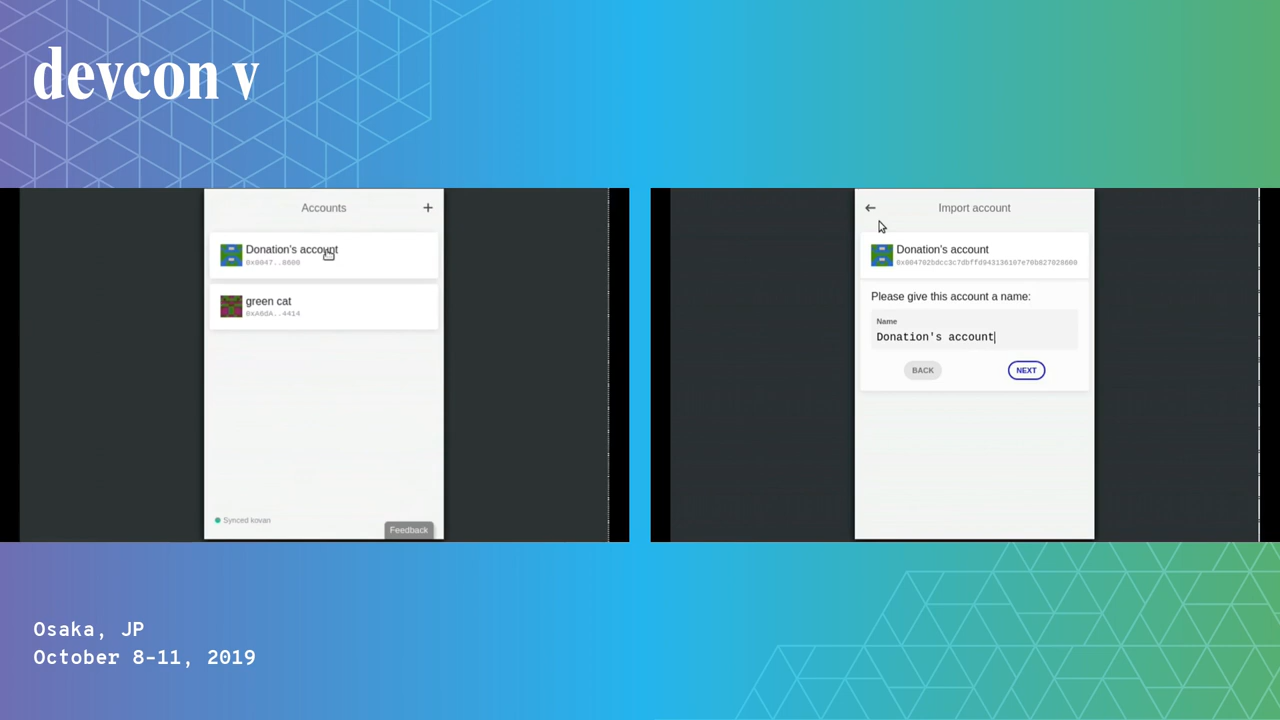 devcon v
Accounts
+
Donation's account
0x0047..8600
green cat
0xA6dA..4414
Synced kovan
Feedback
Import account
Donation's account
Please give this account a name:
Name
Donation's account
BACK
NEXT
Osaka, JP
October 8-11, 2019